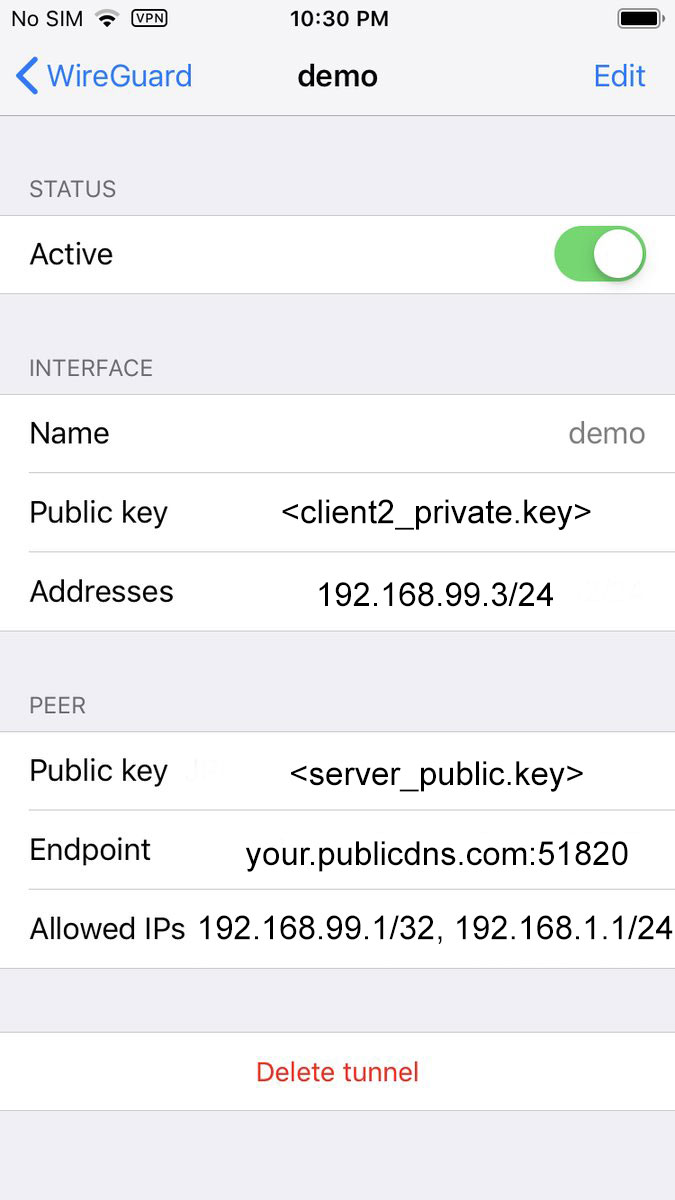 No SIM VPN 10:30 PM
WireGuard demo Edit
STATUS
Active
INTERFACE
Name demo
Public key <client2_private.key>
Addresses 192.168.99.3/24
PEER
Public key <server_public.key>
Endpoint your.publicdns.com:51820
Allowed IPs 192.168.99.1/32, 192.168.1.1/24
Delete tunnel